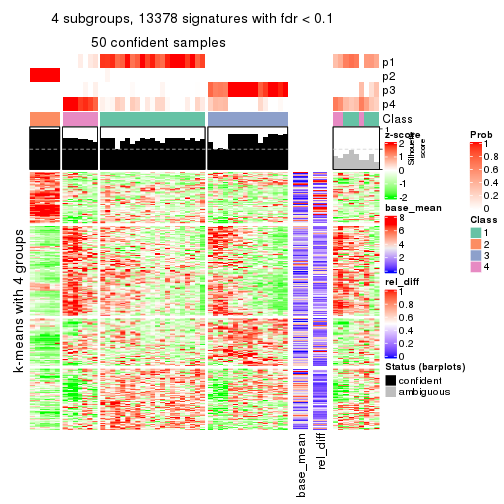 4 subgroups, 13378 signatures with fdr < 0.1
50 confident samples
p1
p2
p3
p4
Class
1
Silhouette
score
k-means with 4 groups
base_mean
rel_diff
z-score
2
1
0
-1
-2
base_mean
8
6
4
2
0
rel_diff
1
0.8
0.6
0.4
0.2
0
Status (barplots)
confident
ambiguous
Prob
1
0.8
0.6
0.4
0.2
0
Class
1
2
3
4